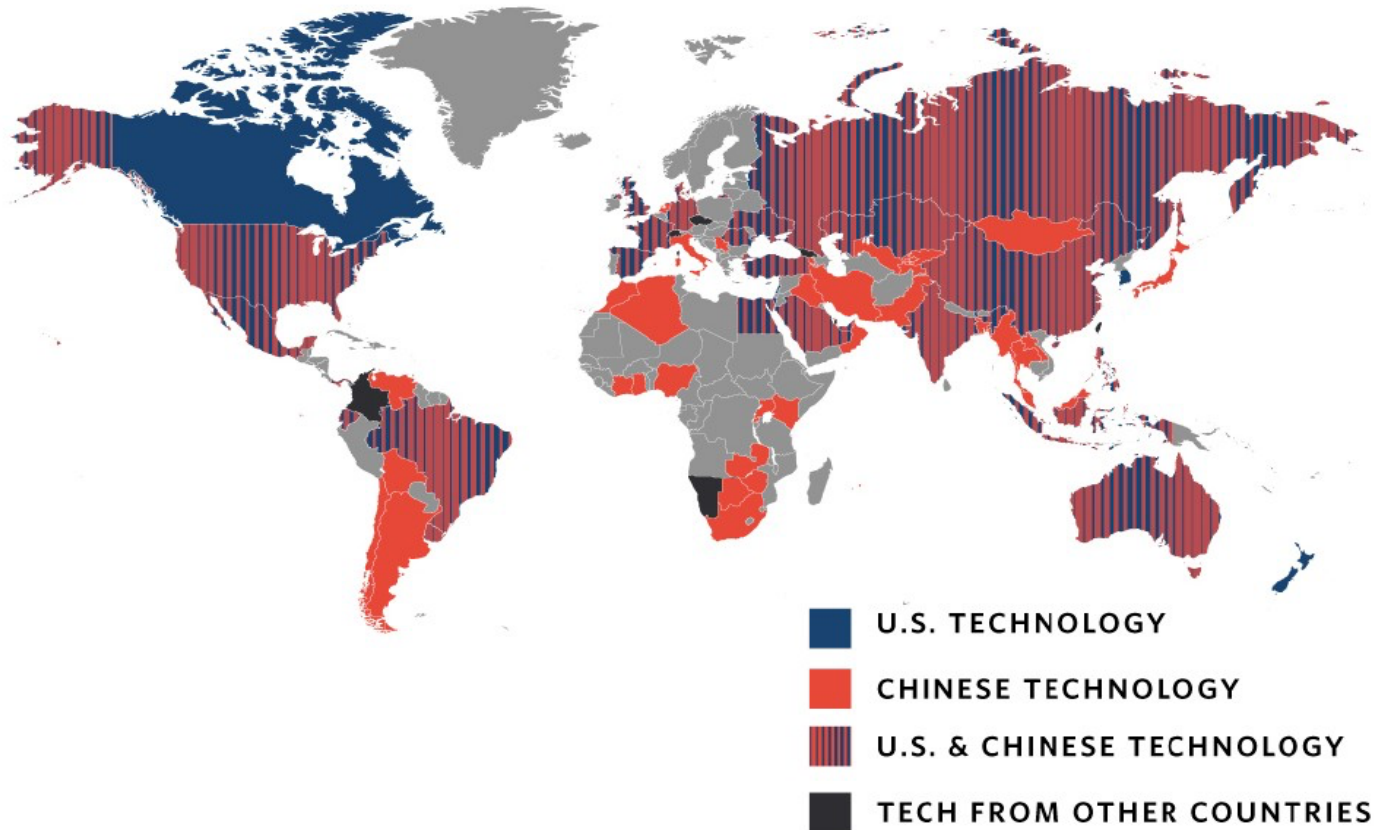 U.S. TECHNOLOGY
CHINESE TECHNOLOGY
U.S. & CHINESE TECHNOLOGY
TECH FROM OTHER COUNTRIES